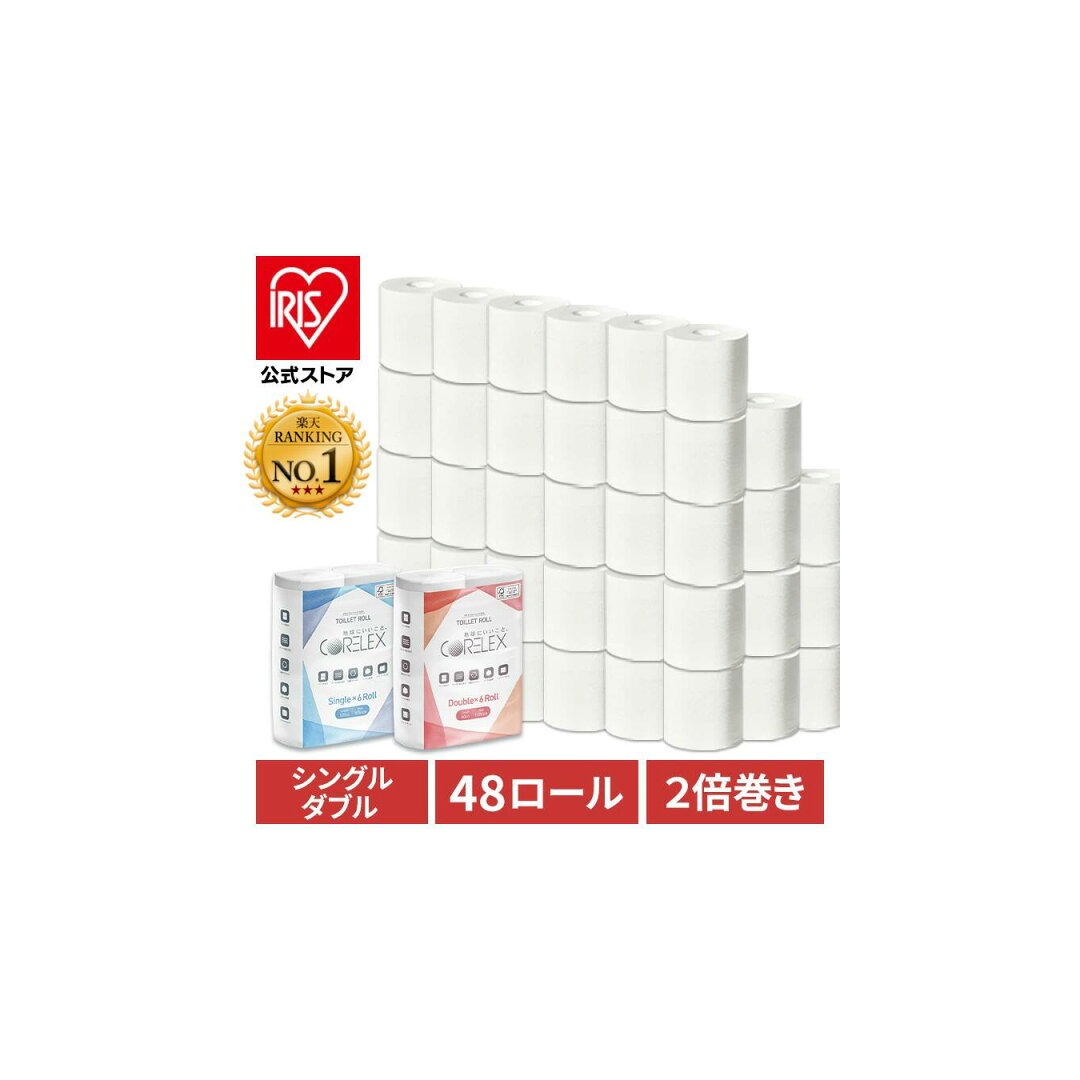 IRIS
公式ストア
楽天
RANKING
NO.1
TOILLET ROLL
地球にいいこと。
CORELEX
Single×6Roll
TOILLET ROLL
地球にいいこと。
CORELEX
Double×6Roll
シングル
ダブル
48ロール
2倍巻き